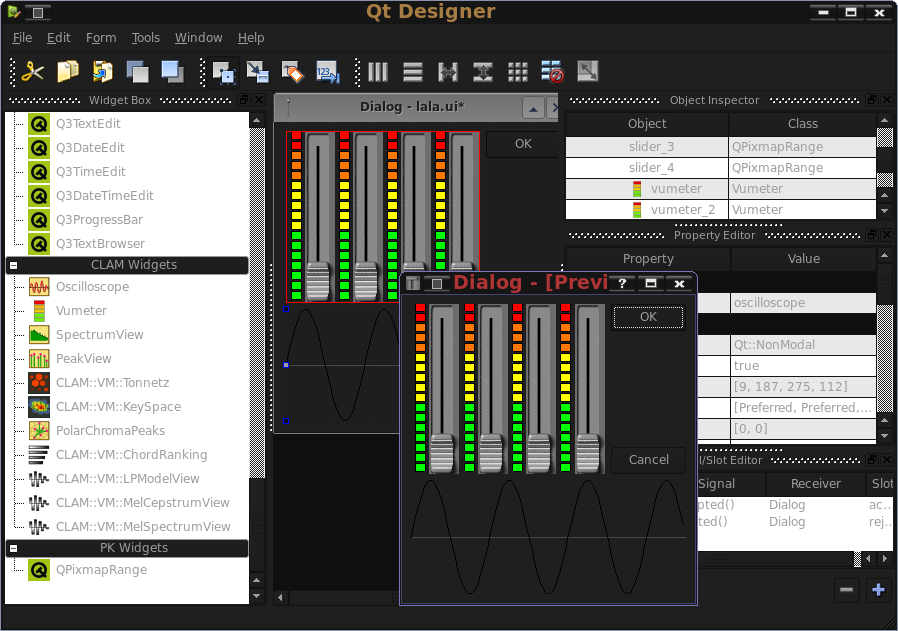 Qt Designer
File Edit Form Tools Window Help
123
Widget Box
Q3TextEdit
Q3DateEdit
Q3TimeEdit
Q3DateTimeEdit
Q3ProgressBar
Q3TextBrowser
CLAM Widgets
Oscilloscope
Vumeter
SpectrumView
PeakView
CLAM::VM::Tonnetz
CLAM::VM::KeySpace
PolarChromaPeaks
CLAM::VM::ChordRanking
CLAM::VM::LPModelView
CLAM::VM::MelCepstrumView
CLAM::VM::MelSpectrumView
PK Widgets
QPixmapRange
Dialog - lala.ui*
OK
Dialog - [Previ
OK
Cancel
Object Inspector
Object Class
slider_3 QPixmapRange
slider_4 QPixmapRange
vumeter Vumeter
vumeter_2 Vumeter
Property Editor
Property Value
oscilloscope
Qt::NonModal
true
[9, 187, 275, 112]
[Preferred, Preferred,...
[0, 0]
l/Slot Editor
Signal Receiver Slot
pted() Dialog ac...
ted() Dialog rej...